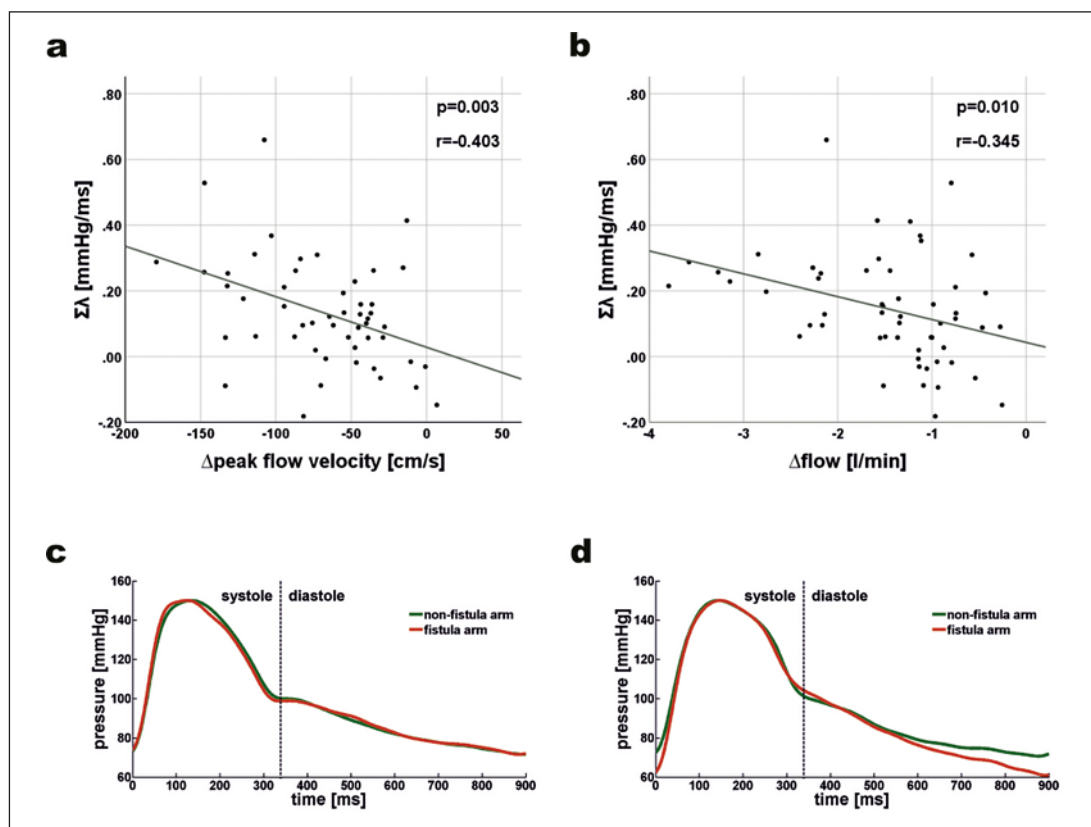 a
.80
.60
.40
.20
.00
-.20
Σλ [mmHg/ms]
p=0.003
r=-0.403
-200 -150 -100 -50 0 50
Δpeak flow velocity [cm/s]
b
.80
.60
.40
.20
.00
-.20
Σλ [mmHg/ms]
p=0.010
r=-0.345
-4 -3 -2 -1 0
Δflow [l/min]
c
160
140
120
100
80
60
pressure [mmHg]
systole diastole
non-fistula arm
fistula arm
0 100 200 300 400 500 600 700 800 900
time [ms]
d
160
140
120
100
80
60
pressure [mmHg]
systole diastole
non-fistula arm
fistula arm
0 100 200 300 400 500 600 700 800 900
time [ms]